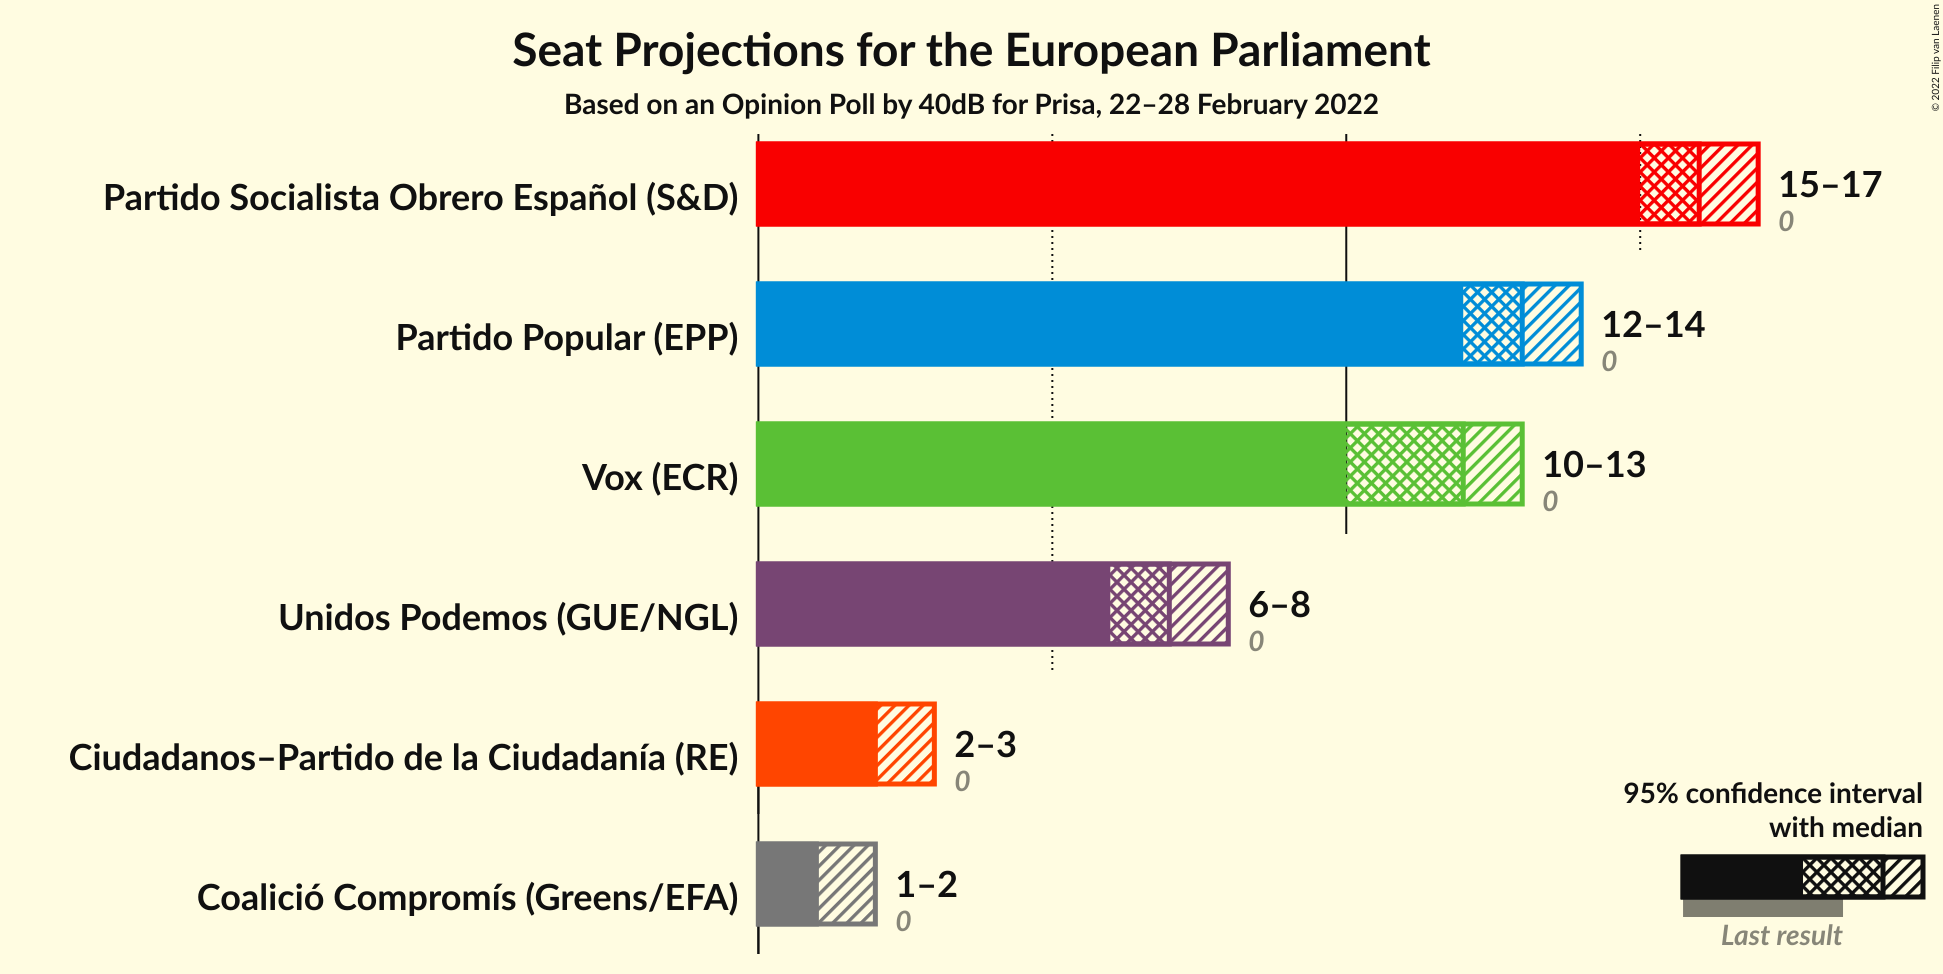 Seat Projections for the European Parliament
Based on an Opinion Poll by 40dB for Prisa, 22–28 February 2022
© 2022 Filip van Laenen
Partido Socialista Obrero Español (S&D)
15–17
0
Partido Popular (EPP)
12–14
0
Vox (ECR)
10–13
0
Unidos Podemos (GUE/NGL)
6–8
0
Ciudadanos–Partido de la Ciudadanía (RE)
2–3
0
Coalició Compromís (Greens/EFA)
1–2
0
95% confidence interval
with median
Last result